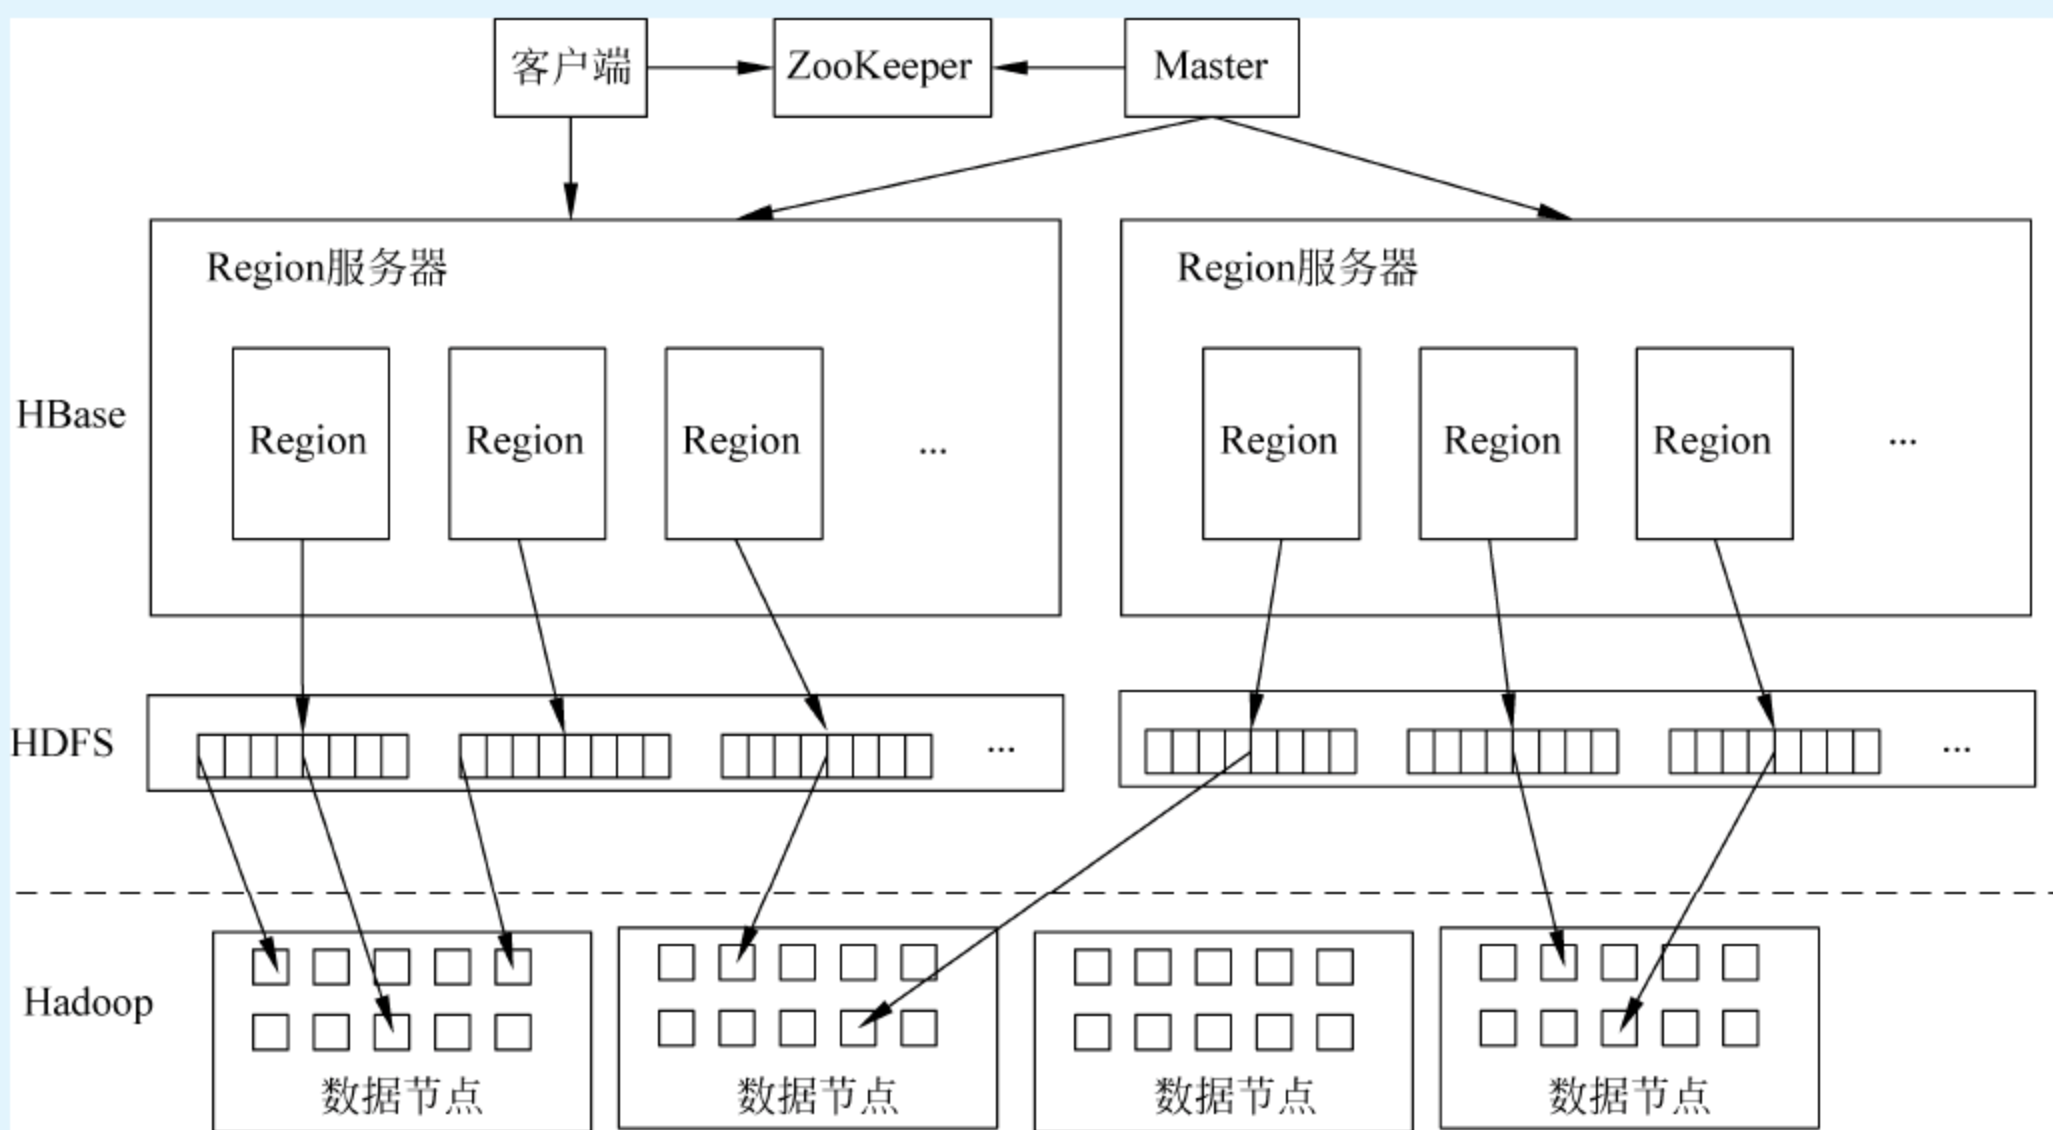 客户端
ZooKeeper
Master
Region服务器
Region服务器
HBase
Region
Region
Region
...
Region
Region
Region
...
HDFS
...
...
Hadoop
数据节点
数据节点
数据节点
数据节点